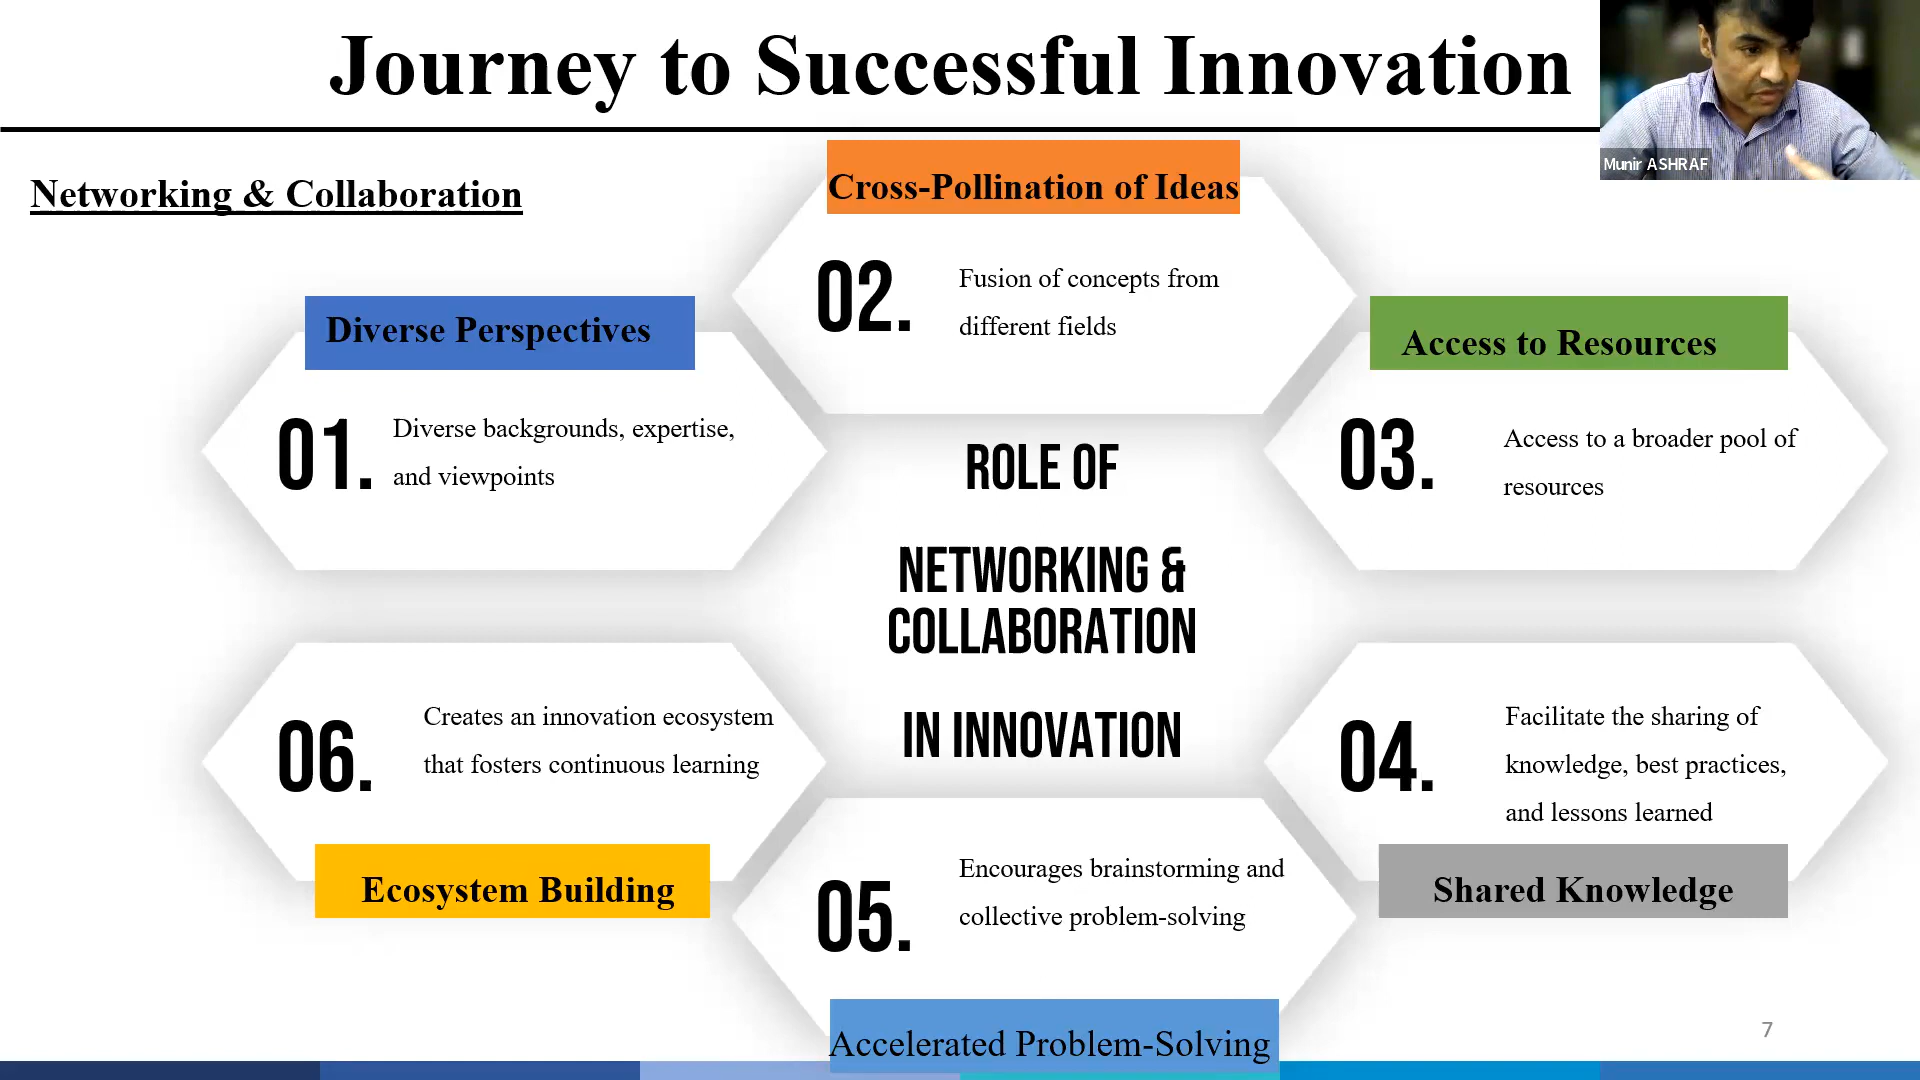 Journey to Successful Innovation
Munir ASHRAF
Networking & Collaboration
Diverse Perspectives
01.
Diverse backgrounds, expertise,
and viewpoints
Cross-Pollination of Ideas
02.
Fusion of concepts from
different fields
Access to Resources
03.
Access to a broader pool of
resources
ROLE OF
NETWORKING &
COLLABORATION
IN INNOVATION
04.
Facilitate the sharing of
knowledge, best practices,
and lessons learned
Shared Knowledge
05.
Encourages brainstorming and
collective problem-solving
Accelerated Problem-Solving
06.
Creates an innovation ecosystem
that fosters continuous learning
Ecosystem Building
7